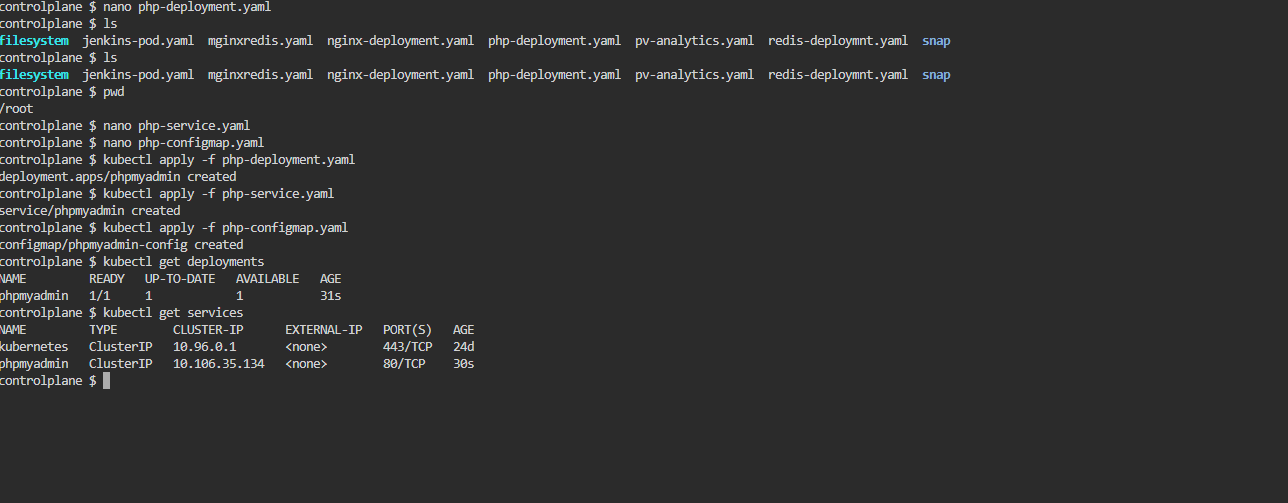 controlplane $ nano php-deployment.yaml
controlplane $ ls
filesystem  jenkins-pod.yaml  mginxredis.yaml  nginx-deploymnt.yaml  php-deployment.yaml  pv-analytics.yaml  redis-deploymnt.yaml  snap
controlplane $ ls
filesystem  jenkins-pod.yaml  mginxredis.yaml  nginx-deploymnt.yaml  php-deployment.yaml  pv-analytics.yaml  redis-deploymnt.yaml  snap
controlplane $ pwd
/root
controlplane $ nano php-service.yaml
controlplane $ nano php-configmap.yaml
controlplane $ kubectl apply -f php-deployment.yaml
deployment.apps/phpmyadmin created
controlplane $ kubectl apply -f php-service.yaml
service/phpmyadmin created
controlplane $ kubectl apply -f php-configmap.yaml
configmap/phpmyadmin-config created
controlplane $ kubectl get deployments
NAME         READY   UP-TO-DATE   AVAILABLE   AGE
phpmyadmin   1/1     1            1           31s
controlplane $ kubectl get services
NAME         TYPE        CLUSTER-IP      EXTERNAL-IP   PORT(S)   AGE
kubernetes   ClusterIP   10.96.0.1       <none>        443/TCP   24d
phpmyadmin   ClusterIP   10.106.35.134   <none>        80/TCP    30s
controlplane $